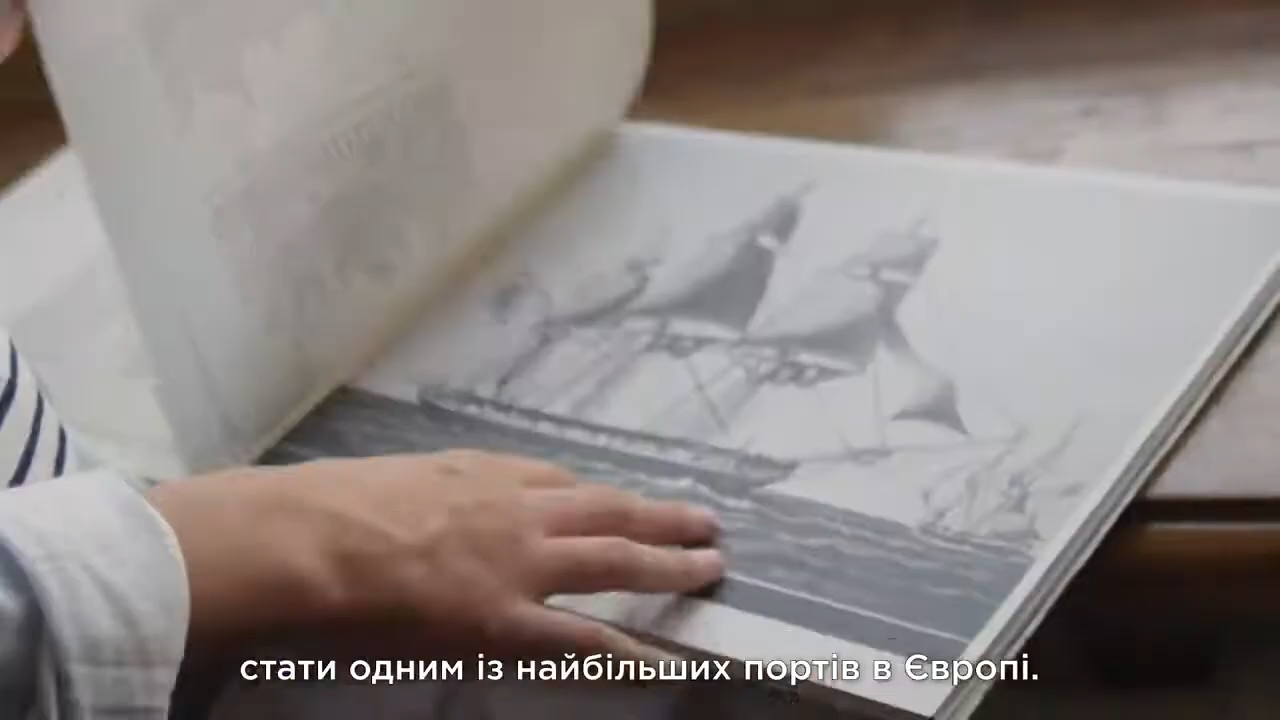 стати одним із найбільших портів в Європі.